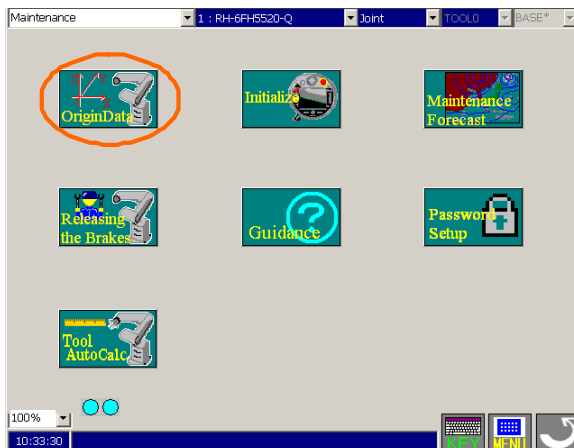 Maintenance 1 : RH-6FH5520-Q Joint TOOL0 BASE*
Z Y
X
OriginData
Initialize
Maintenance
Forecast
Releasing
the Brakes
Guidance
?
Password
Setup
Tool
AutoCalc
100%
10:33:30
KEY
MENU